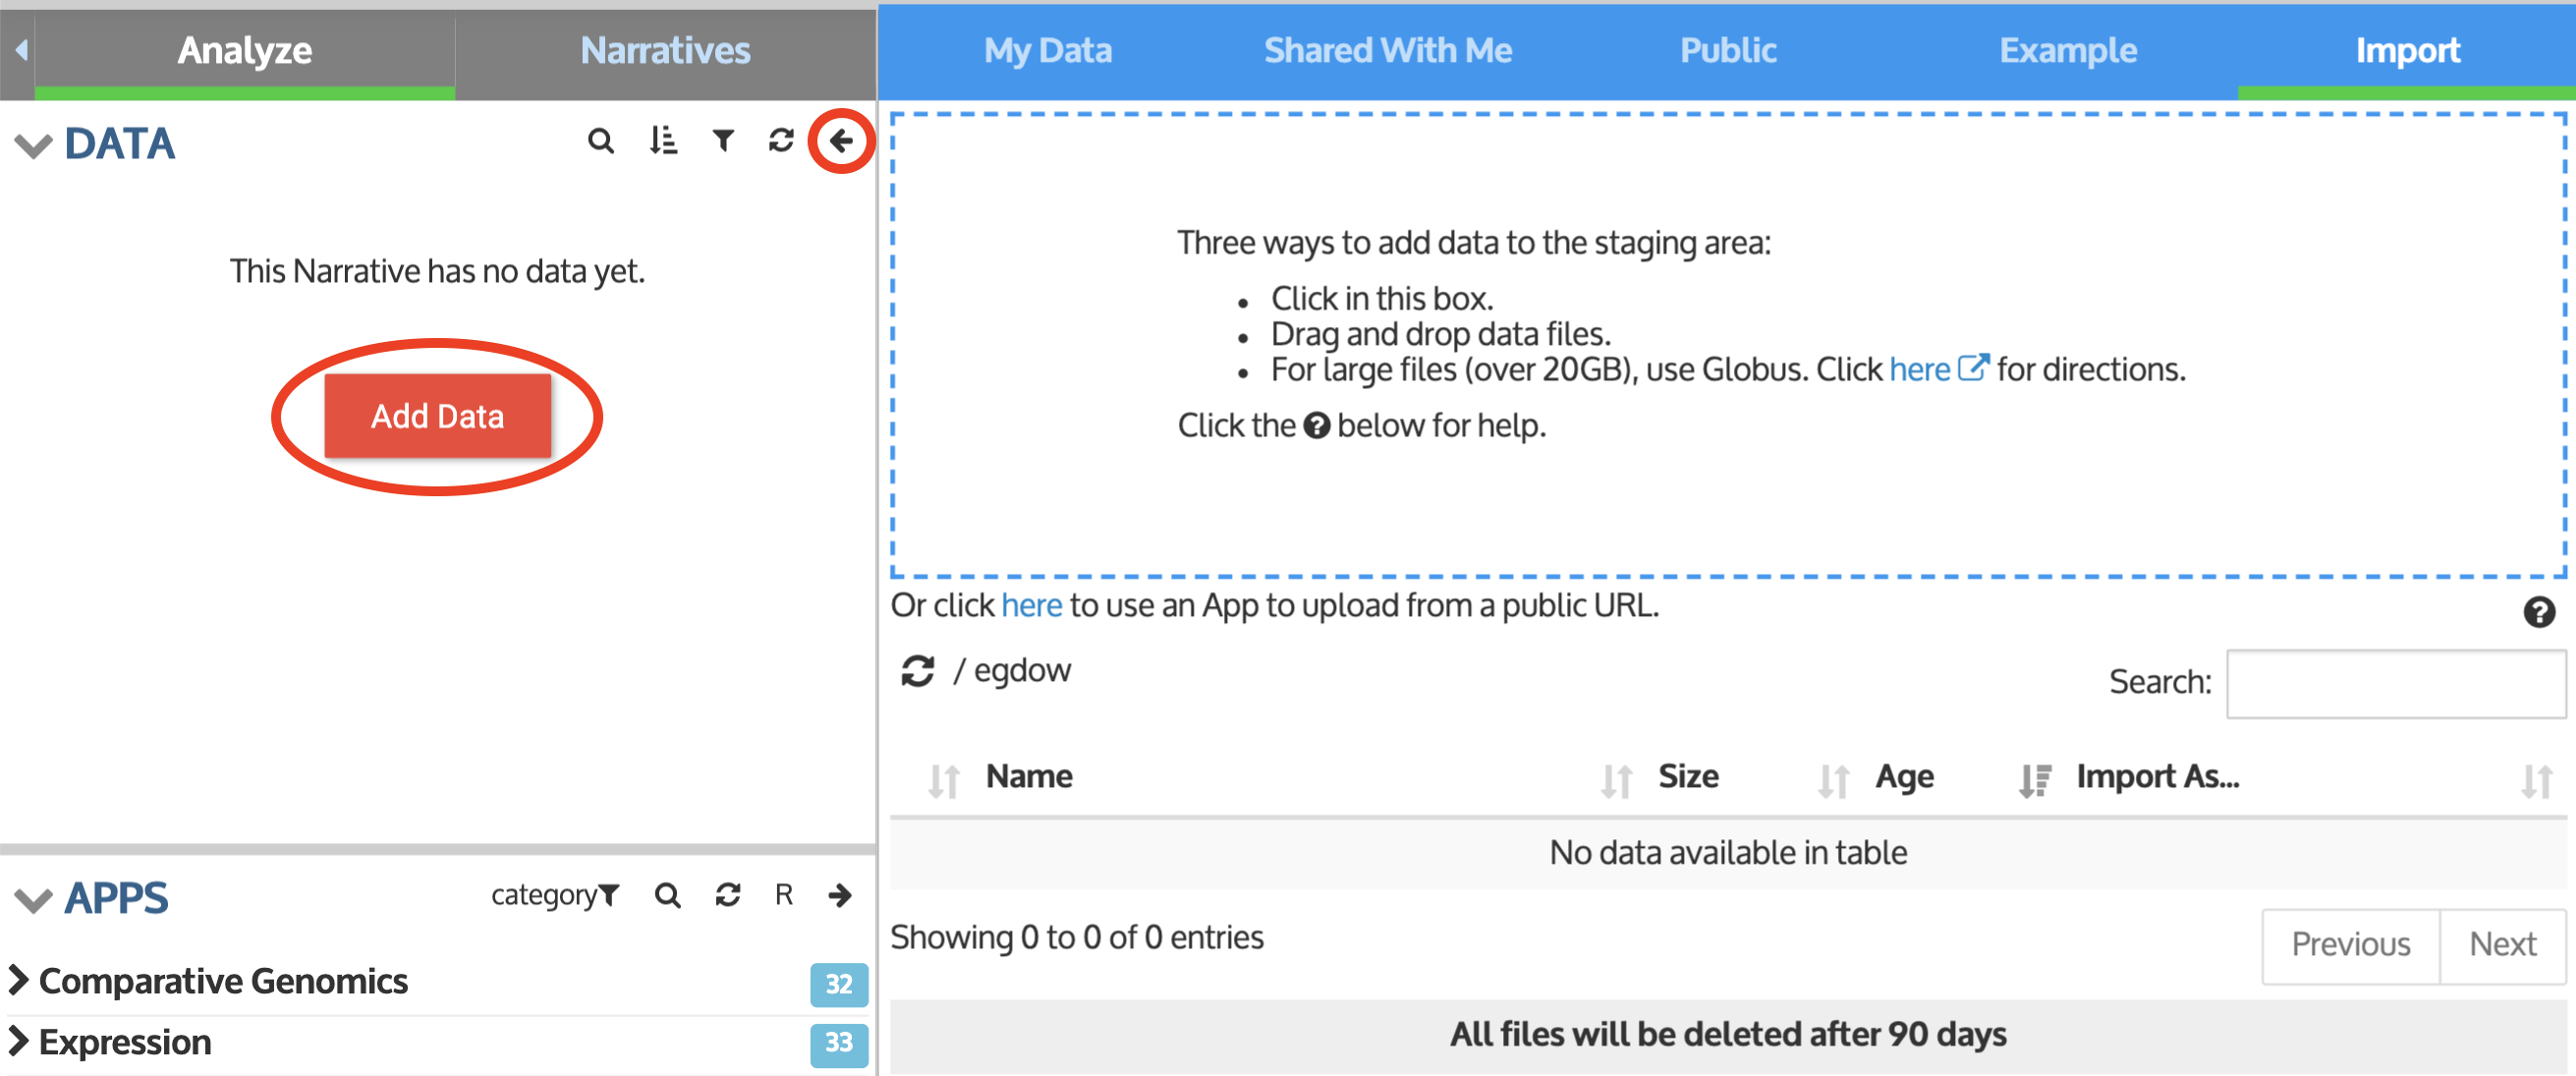 Analyze
Narratives
My Data
Shared With Me
Public
Example
Import
DATA
This Narrative has no data yet.
Add Data
Three ways to add data to the staging area:
Click in this box.
Drag and drop data files.
For large files (over 20GB), use Globus. Click here for directions.
Click the ? below for help.
Or click here to use an App to upload from a public URL.
?
/ egdow
Search:
Name
Size
Age
Import As...
No data available in table
Showing 0 to 0 of 0 entries
Previous
Next
All files will be deleted after 90 days
APPS
category
R
Comparative Genomics
32
Expression
33